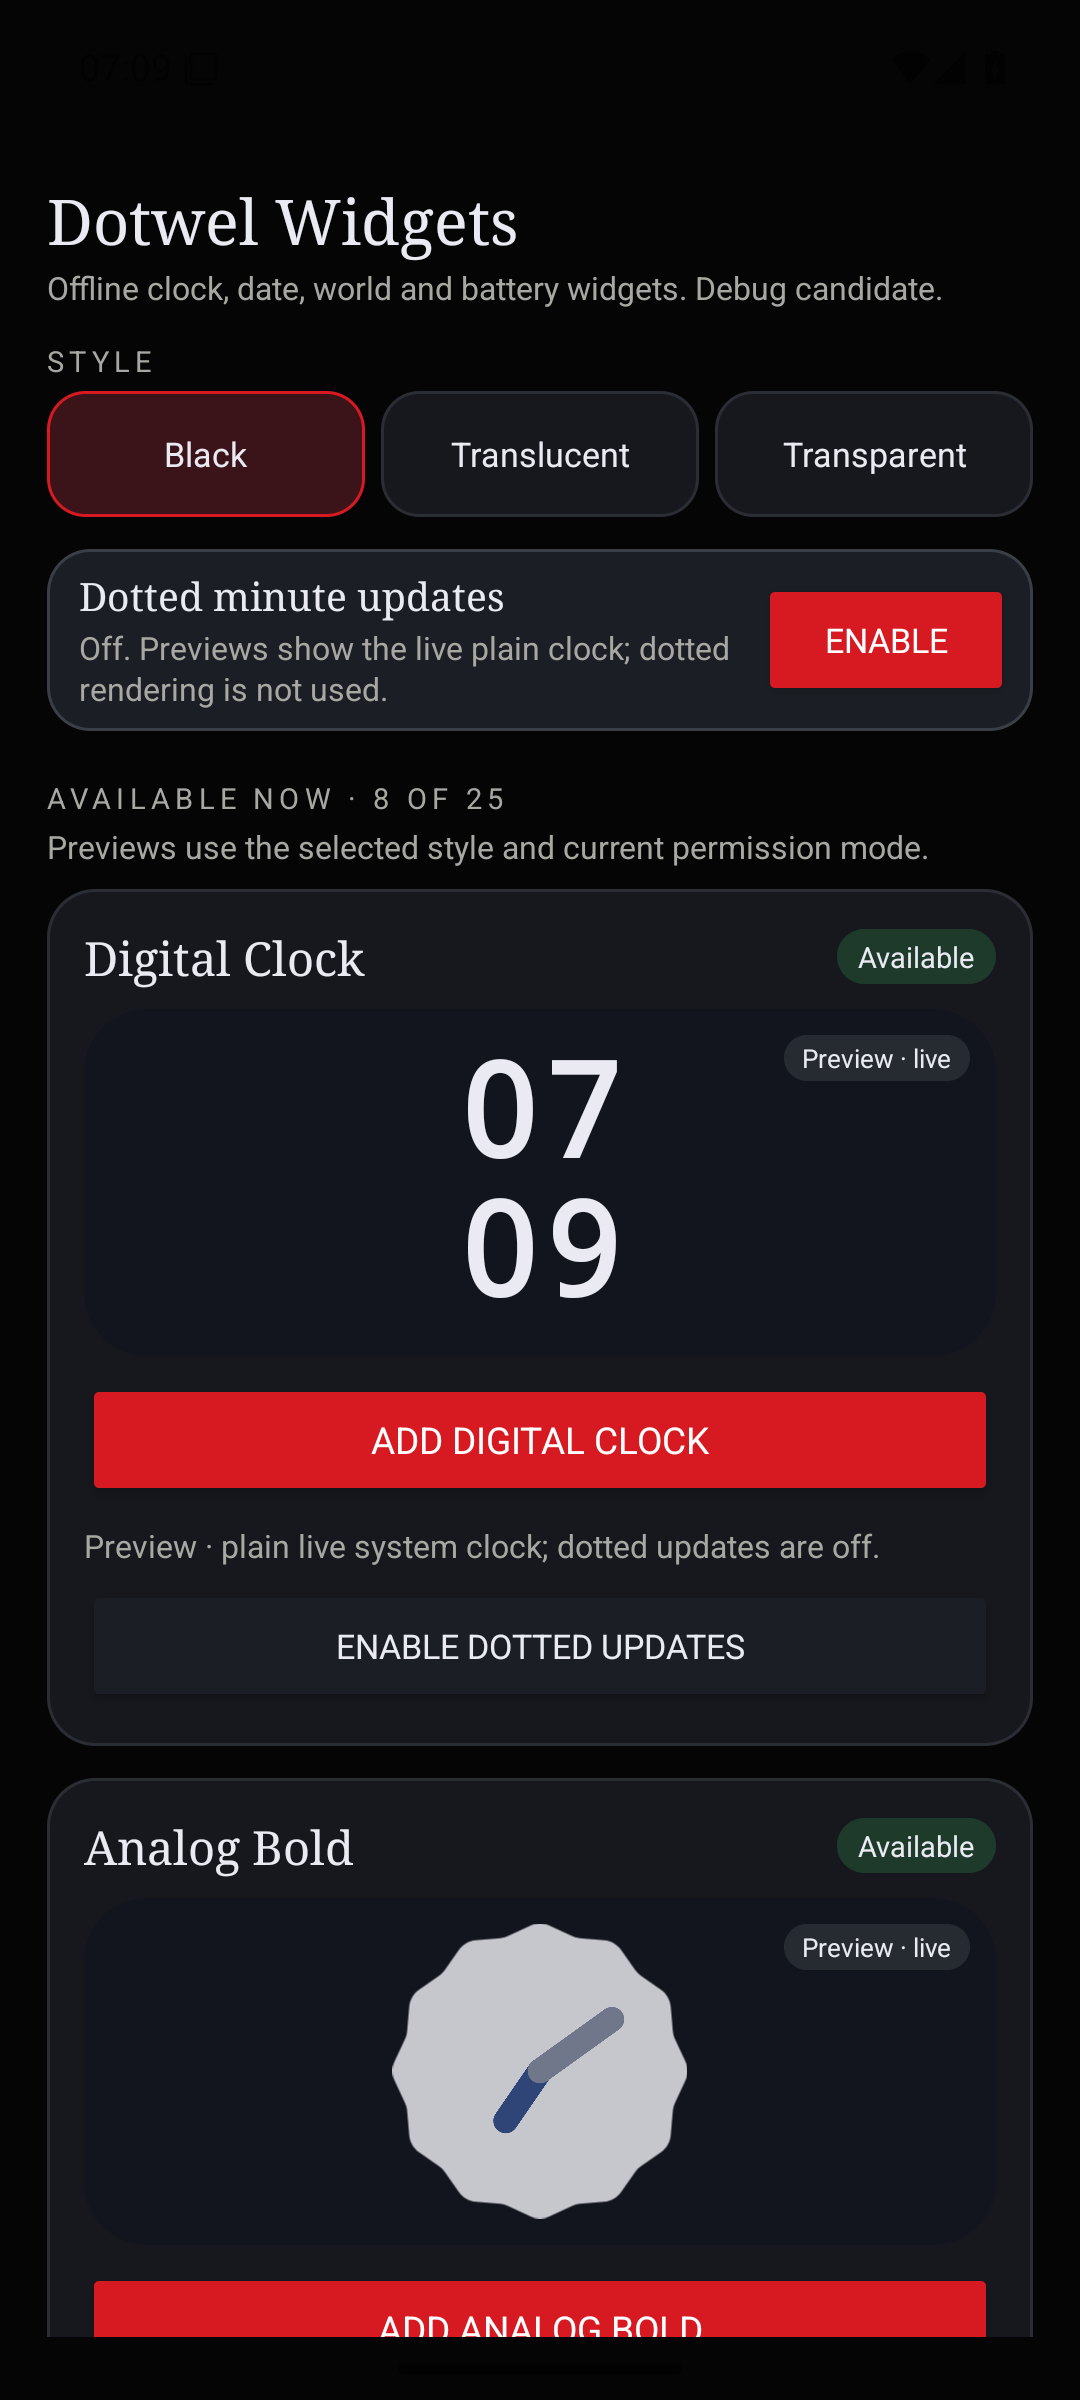 07:09
Dotwel Widgets
Offline clock, date, world and battery widgets. Debug candidate.
STYLE
Black
Translucent
Transparent
Dotted minute updates
Off. Previews show the live plain clock; dotted
rendering is not used.
ENABLE
AVAILABLE NOW · 8 OF 25
Previews use the selected style and current permission mode.
Digital Clock
Available
Preview · live
07
09
ADD DIGITAL CLOCK
Preview · plain live system clock; dotted updates are off.
ENABLE DOTTED UPDATES
Analog Bold
Available
Preview · live
ADD ANALOG BOLD